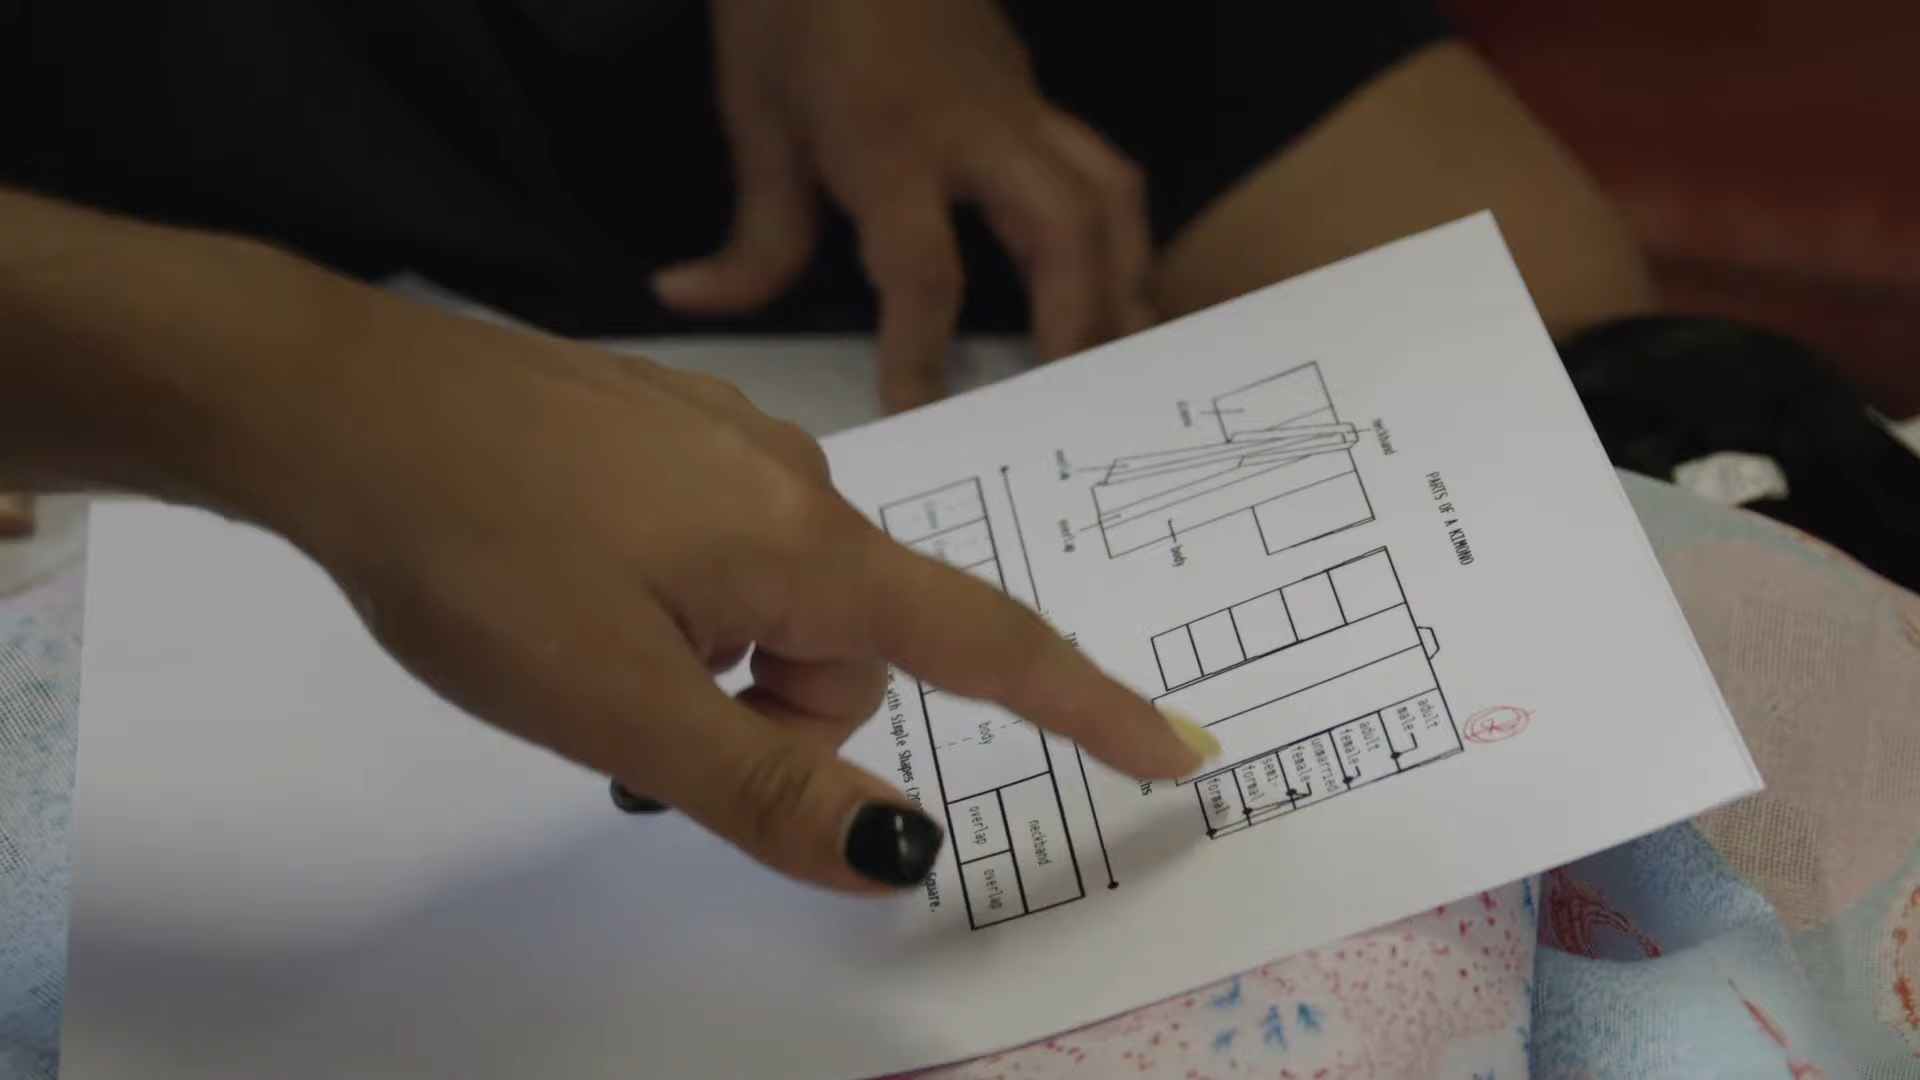 PARTS OF A KIMONO
neckband
sleeve
overlap
overlap
body
adult
male
adult
female
unmarried
female
semi-
formal
formal
body
neckband
overlap
overlap
with Simple Shapes
Square.